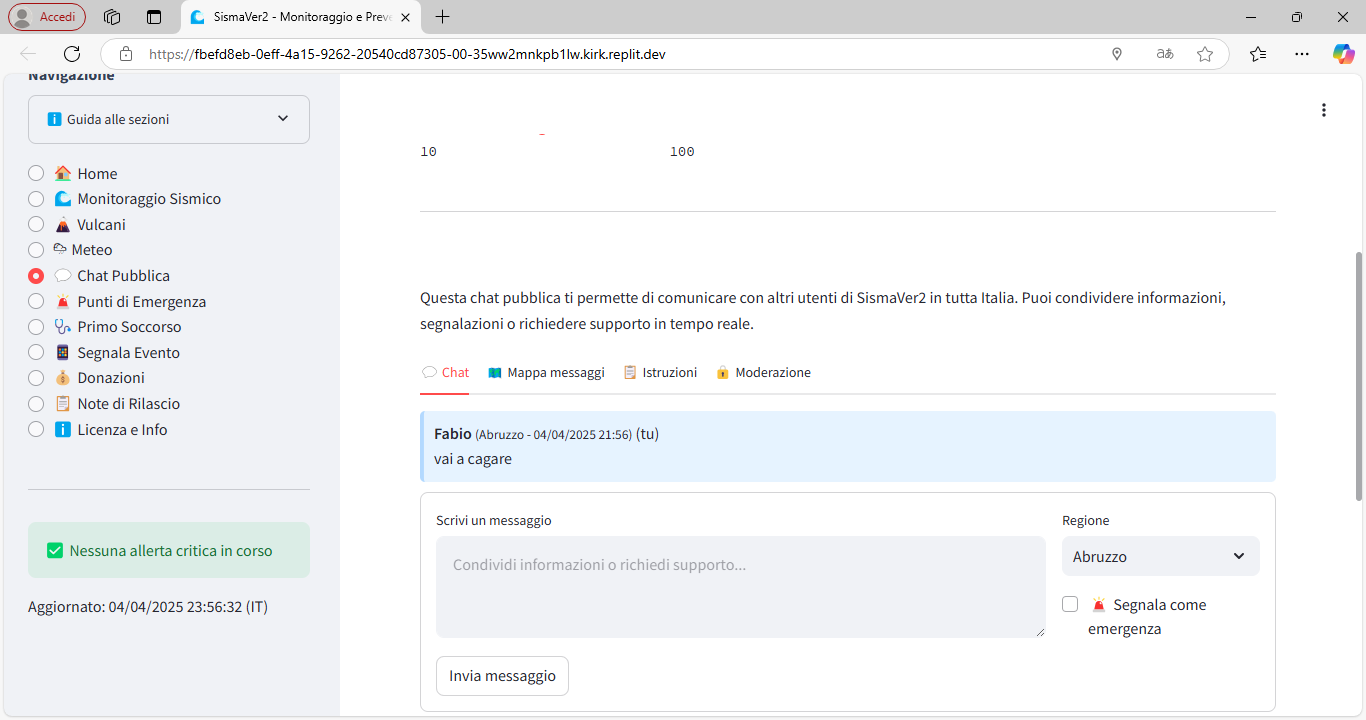 Accedi
SismaVer2 - Monitoraggio e Preve
https://fbefd8eb-0eff-4a15-9262-20540cd87305-00-35ww2mnkpb1lw.kirk.replit.dev
aあ
Navigazione
Guida alle sezioni
Home
Monitoraggio Sismico
Vulcani
Meteo
Chat Pubblica
Punti di Emergenza
Primo Soccorso
Segnala Evento
Donazioni
Note di Rilascio
Licenza e Info
Nessuna allerta critica in corso
Aggiornato: 04/04/2025 23:56:32 (IT)
10 100
Questa chat pubblica ti permette di comunicare con altri utenti di SismaVer2 in tutta Italia. Puoi condividere informazioni,
segnalazioni o richiedere supporto in tempo reale.
Chat Mappa messaggi Istruzioni Moderazione
Fabio (Abruzzo - 04/04/2025 21:56) (tu)
vai a cagare
Scrivi un messaggio
Condividi informazioni o richiedi supporto...
Invia messaggio
Regione
Abruzzo
Segnala come
emergenza